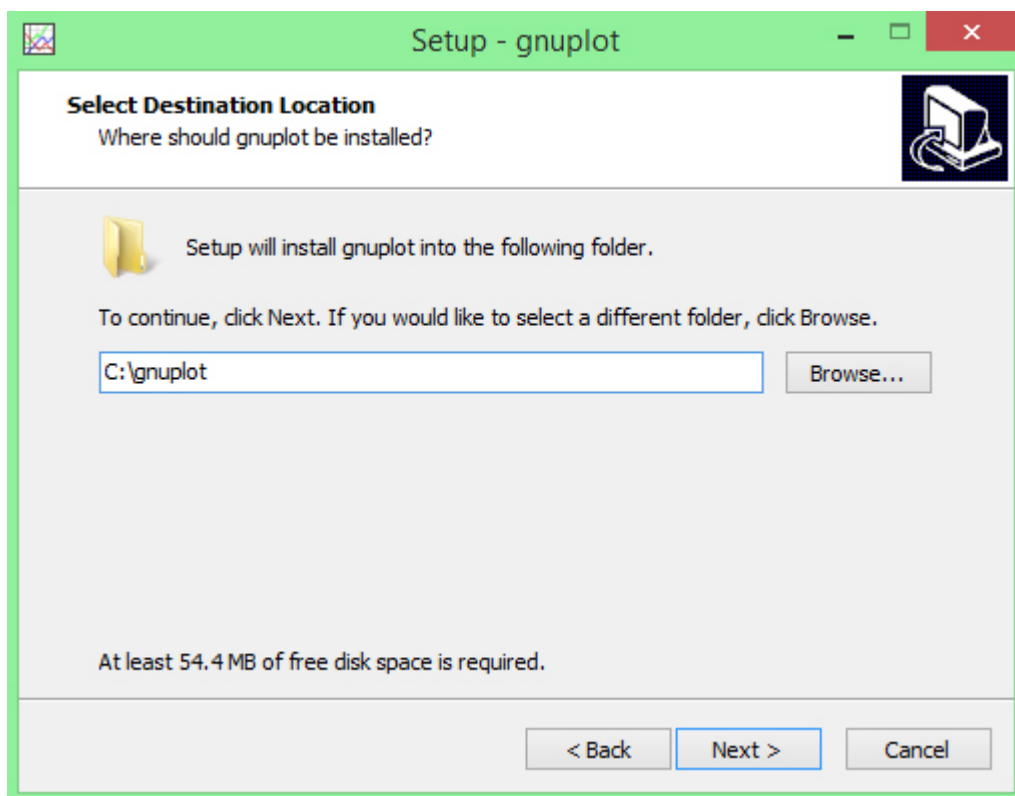 Setup - gnuplot
Select Destination Location
Where should gnuplot be installed?
Setup will install gnuplot into the following folder.
To continue, click Next. If you would like to select a different folder, click Browse.
C:\gnuplot
Browse...
At least 54.4 MB of free disk space is required.
< Back
Next >
Cancel